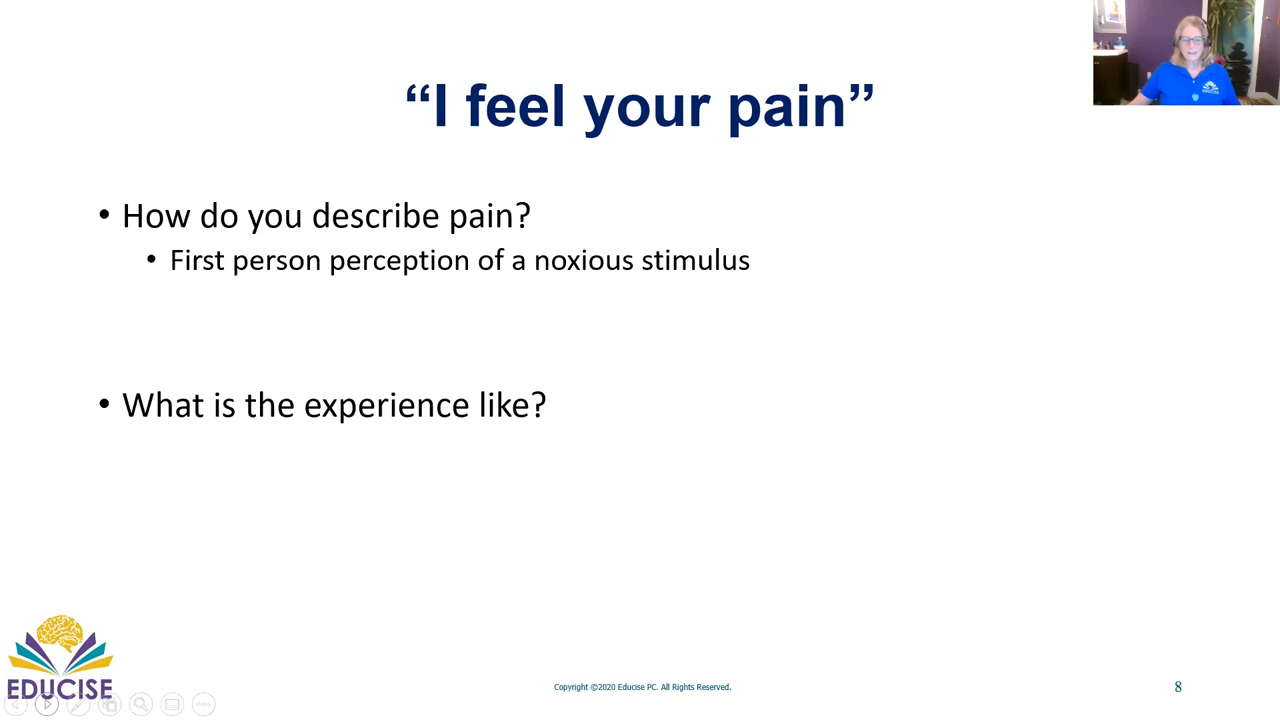 “I feel your pain”
• How do you describe pain?
• First person perception of a noxious stimulus
• What is the experience like?
EDUCISE
EDUCISE
Copyright ©2020 Educise PC. All Rights Reserved.
8